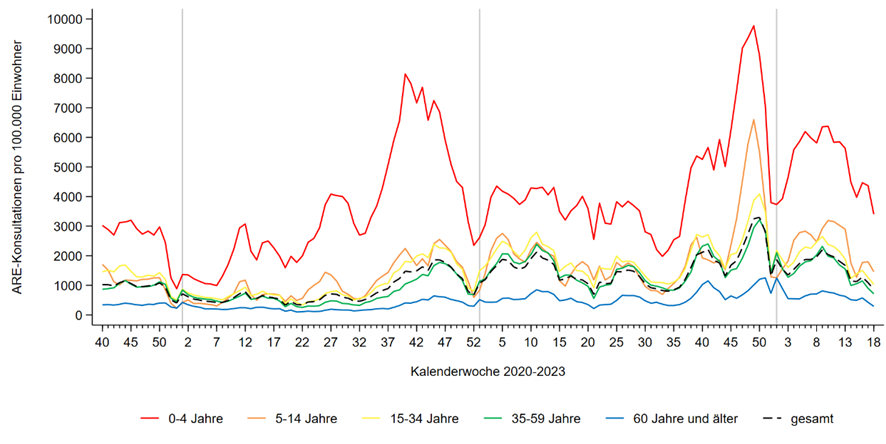 ARE-Konsultationen pro 100.000 Einwohner
10000
9000
8000
7000
6000
5000
4000
3000
2000
1000
0
40 45 50 2 7 12 17 22 27 32 37 42 47 52 5 10 15 20 25 30 35 40 45 50 3 8 13 18
Kalenderwoche 2020-2023
0-4 Jahre 5-14 Jahre 15-34 Jahre 35-59 Jahre 60 Jahre und älter gesamt